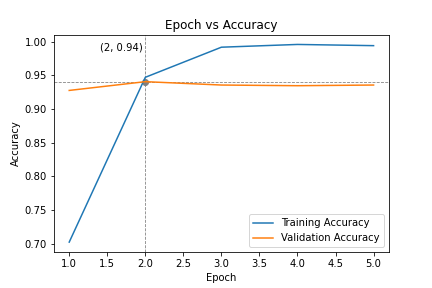 Epoch vs Accuracy
1.00
0.95
0.90
0.85
0.80
0.75
0.70
Accuracy
(2, 0.94)
Training Accuracy
Validation Accuracy
1.0 1.5 2.0 2.5 3.0 3.5 4.0 4.5 5.0
Epoch